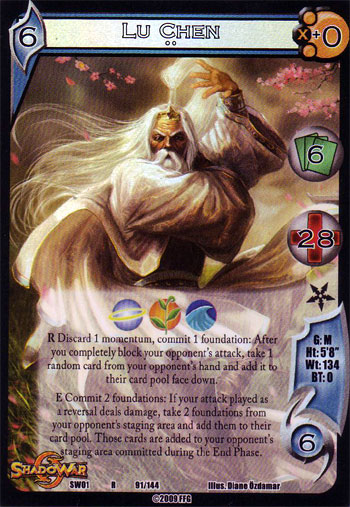 6
LU CHEN
X +0
6
28
R Discard 1 momentum, commit 1 foundation: After
you completely block your opponent's attack, take 1
random card from your opponent's hand and add it to
their card pool face down.
E Commit 2 foundations: If your attack played as
a reversal deals damage, take 2 foundations from
your opponent's staging area and add them to their
card pool. Those cards are added to your opponent's
staging area committed during the End Phase.
G: M
Ht: 5'8"
Wt: 134
BT: 0
6
SHADOWAR
SW01 R 91/144 Illus. Diane Özdamar
©2009 FFG